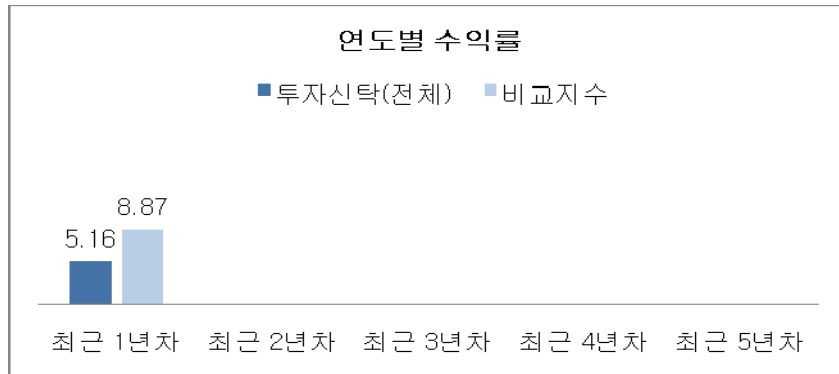 연도별 수익률
투자신탁(전체) 비교지수
8.87
5.16
최근 1년차 최근 2년차 최근 3년차 최근 4년차 최근 5년차